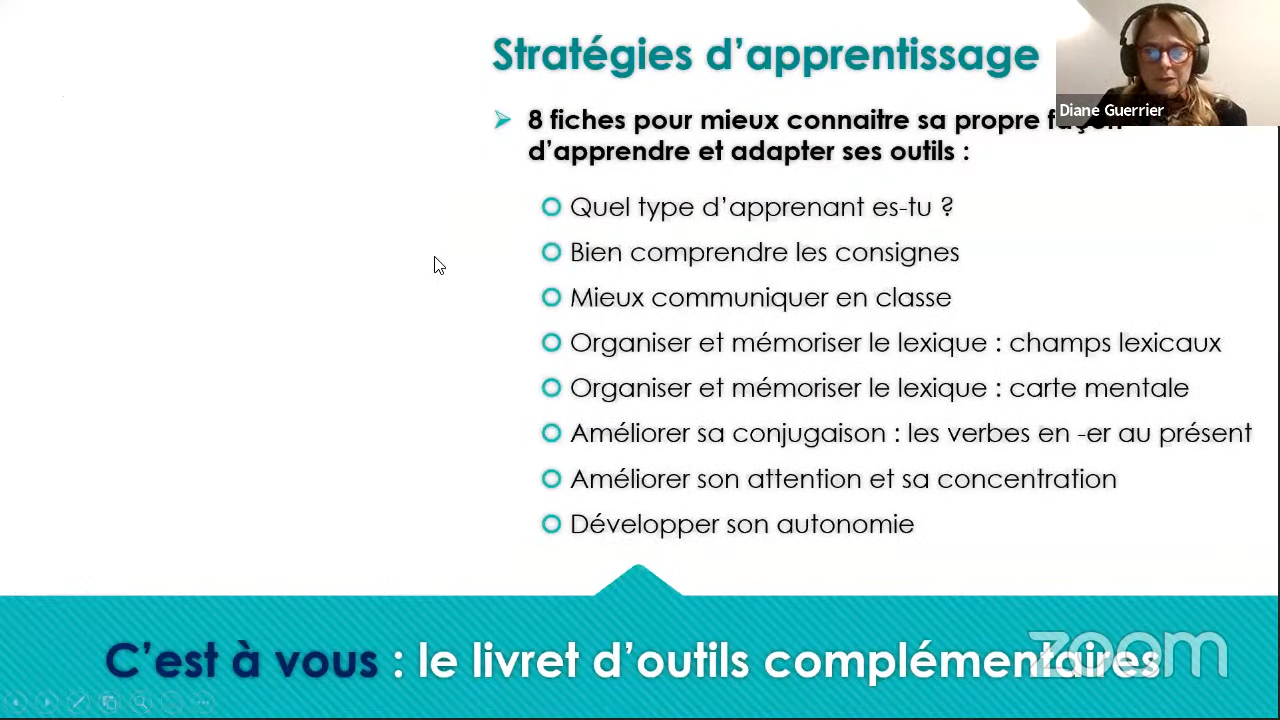 Stratégies d'apprentissage
Diane Guerrier
➤ 8 fiches pour mieux connaitre sa propre façon
d'apprendre et adapter ses outils :
Quel type d'apprenant es-tu ?
Bien comprendre les consignes
Mieux communiquer en classe
Organiser et mémoriser le lexique : champs lexicaux
Organiser et mémoriser le lexique : carte mentale
Améliorer sa conjugaison : les verbes en -er au présent
Améliorer son attention et sa concentration
Développer son autonomie
C'est à vous : le livret d'outils complémentaires
zoom